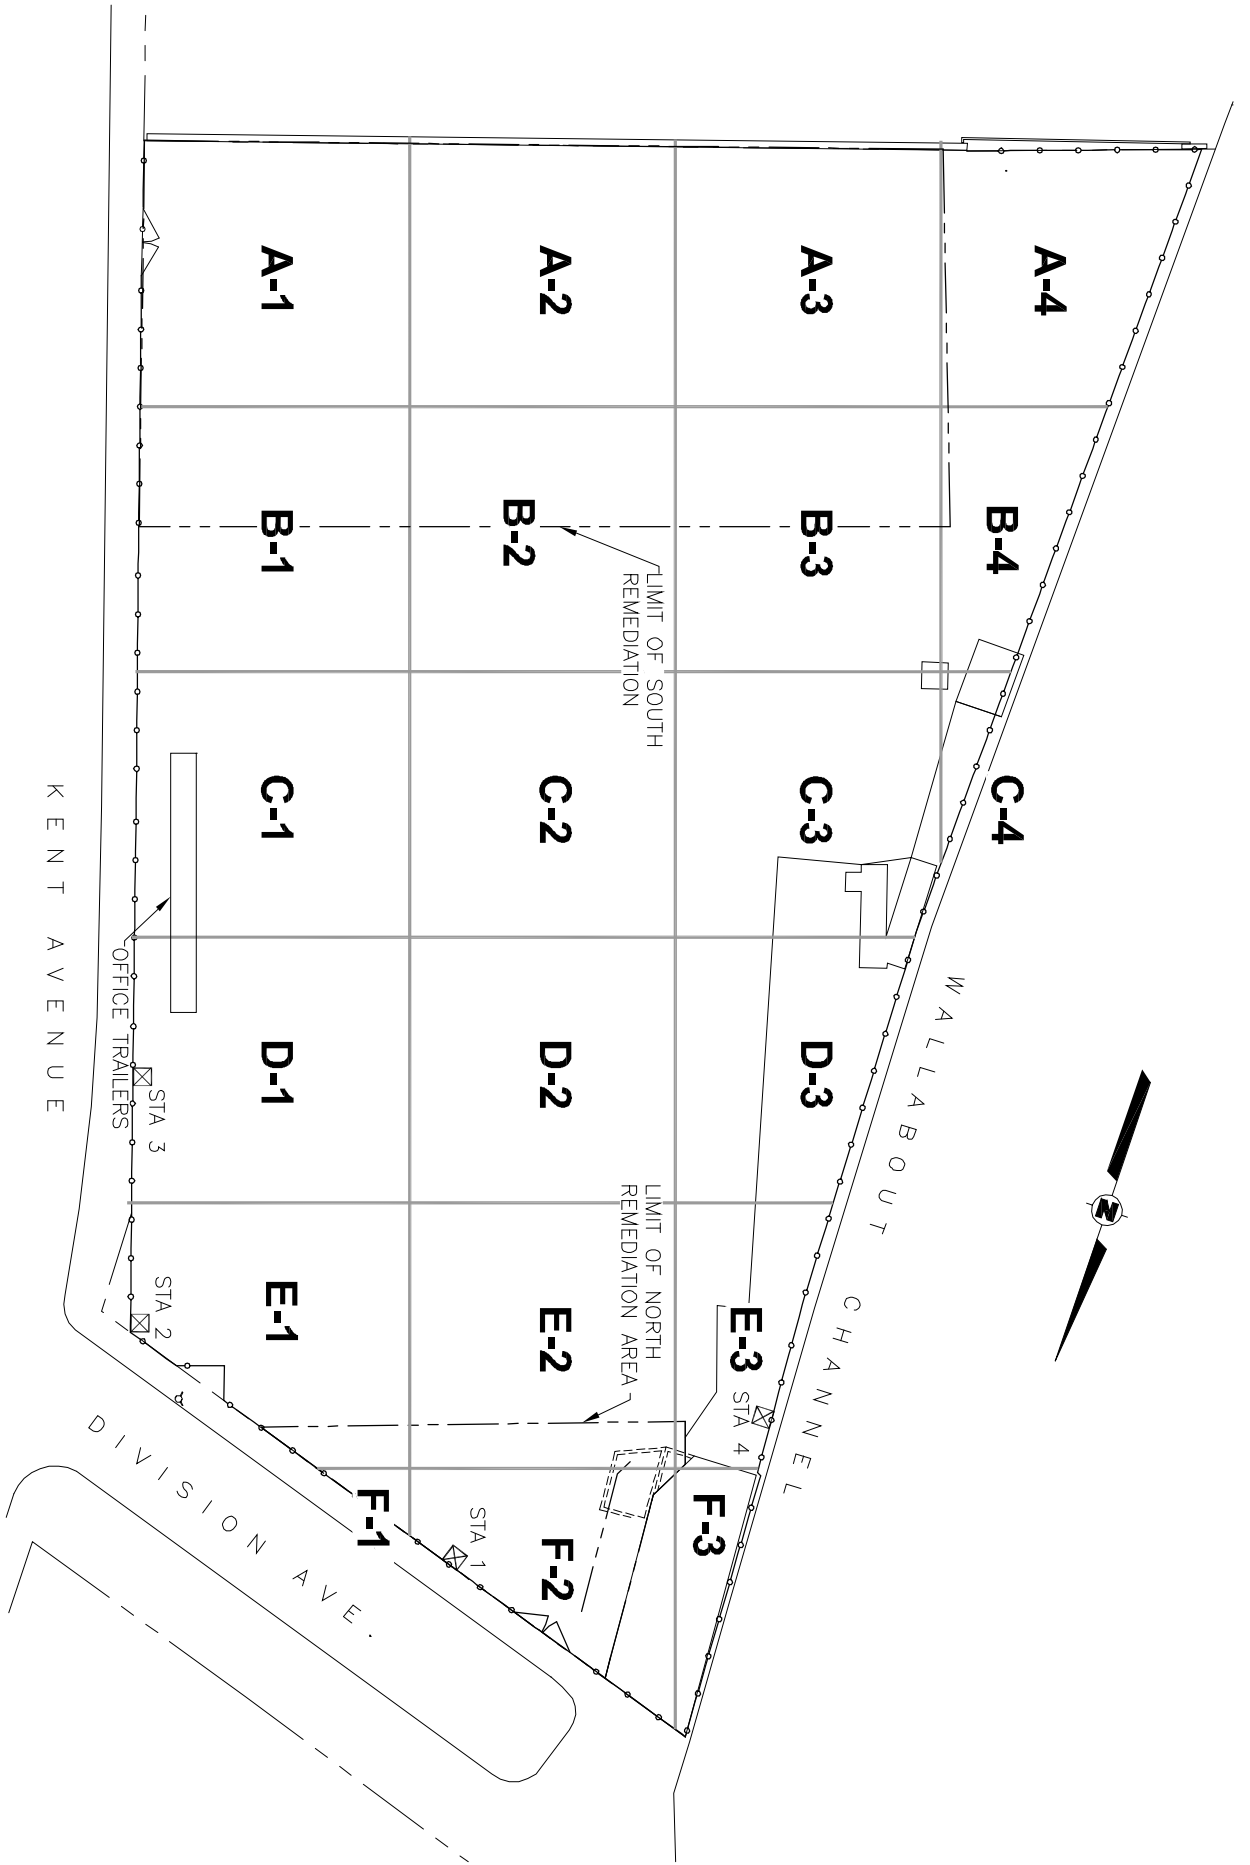 A-1
A-2
A-3
A-4
B-1
B-2
B-3
B-4
LIMIT OF SOUTH
REMEDIATION
C-1
C-2
C-3
C-4
OFFICE TRAILERS
KENT AVENUE
WALLABOUT CHANNEL
D-1
D-2
D-3
STA 3
N
LIMIT OF NORTH
REMEDIATION AREA
E-1
E-2
E-3
STA 2
STA 4
DIVISION AVE.
F-1
F-2
F-3
STA 1